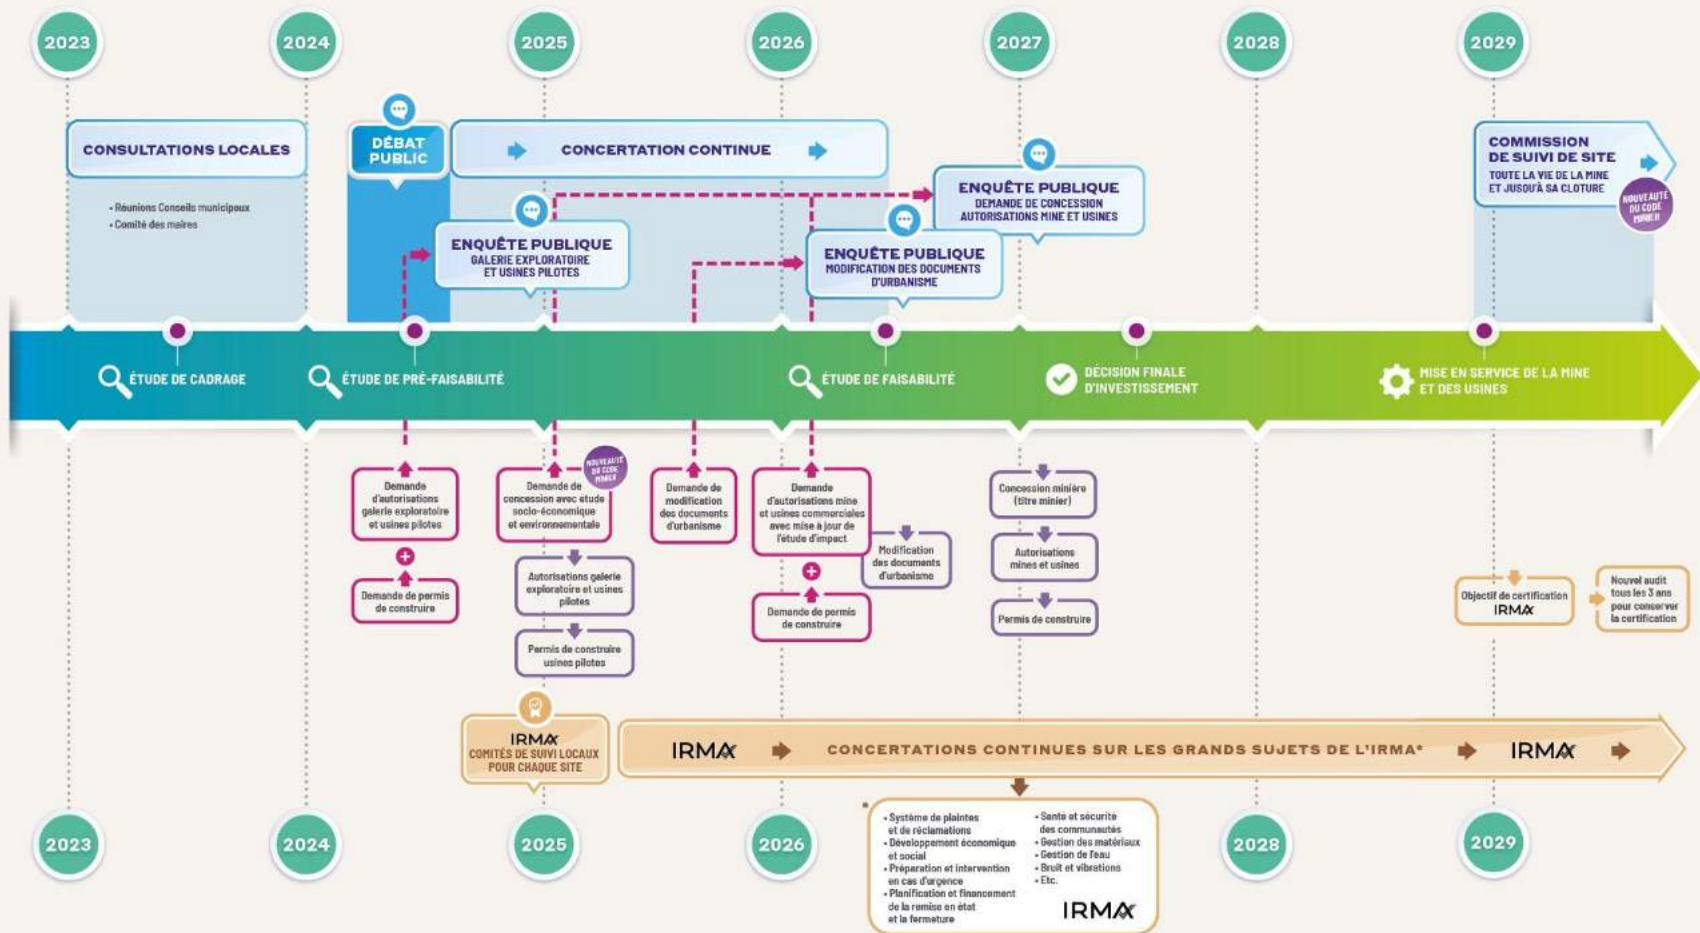 2023
2024
2025
2026
2027
2028
2029
CONSULTATIONS LOCALES
• Réunions Conseils municipaux
• Comité des maires
DÉBAT
PUBLIC
CONCERTATION CONTINUE
ENQUÊTE PUBLIQUE
GALERIE EXPLORATOIRE
ET USINES PILOTES
ENQUÊTE PUBLIQUE
MODIFICATION DES DOCUMENTS
D'URBANISME
ENQUÊTE PUBLIQUE
DEMANDE DE CONCESSION
AUTORISATIONS MINE ET USINES
COMMISSION
DE SUIVI DE SITE
TOUTE LA VIE DE LA MINE
ET JUSQU'À SA CLOTURE
NOUVEAUTÉ
DU CODE
MINIER
ÉTUDE DE CADRAGE
ÉTUDE DE PRÉ-FAISABILITÉ
ÉTUDE DE FAISABILITÉ
DÉCISION FINALE
D'INVESTISSEMENT
MISE EN SERVICE DE LA MINE
ET DES USINES
Demande
d'autorisations
galerie exploratoire
et usines pilotes
Demande de permis
de construire
NOUVEAUTÉ
DU CODE
MINIER
Demande de
concession avec étude
socio-économique
et environnementale
Autorisations galerie
exploratoire et usines
pilotes
Permis de construire
usines pilotes
Demande de
modification
des documents
d'urbanisme
Demande
d'autorisations mine
et usines commerciales
avec mise à jour de
l'étude d'impact
Demande de permis
de construire
Modification
des documents
d'urbanisme
Concession minière
(titre minier)
Autorisations
mines et usines
Permis de construire
Objectif de certification
IRMA
Nouvel audit
tous les 3 ans
pour conserver
la certification
IRMA
COMITÉS DE SUIVI LOCAUX
POUR CHAQUE SITE
IRMA
CONCERTATIONS CONTINUES SUR LES GRANDS SUJETS DE L'IRMA*
IRMA
*
• Système de plaintes
et de réclamations
• Développement économique
et social
• Préparation et intervention
en cas d'urgence
• Planification et financement
de la remise en état
et la fermeture
• Santé et sécurité
des communautés
• Gestion des matériaux
• Gestion de l'eau
• Bruit et vibrations
• Etc.
IRMA
2023
2024
2025
2026
2028
2029